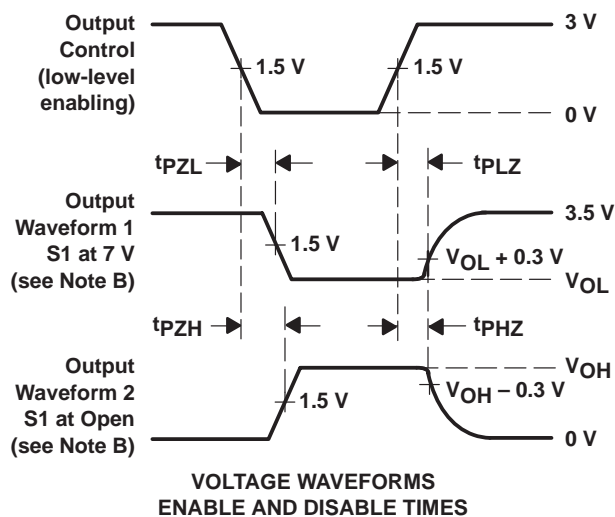 Output
Control
(low-level
enabling)
1.5 V
1.5 V
3 V
0 V
tPZL
tPLZ
Output
Waveform 1
S1 at 7 V
(see Note B)
1.5 V
3.5 V
VOL + 0.3 V
VOL
tPZH
tPHZ
Output
Waveform 2
S1 at Open
(see Note B)
1.5 V
VOH
VOH – 0.3 V
0 V
VOLTAGE WAVEFORMS
ENABLE AND DISABLE TIMES